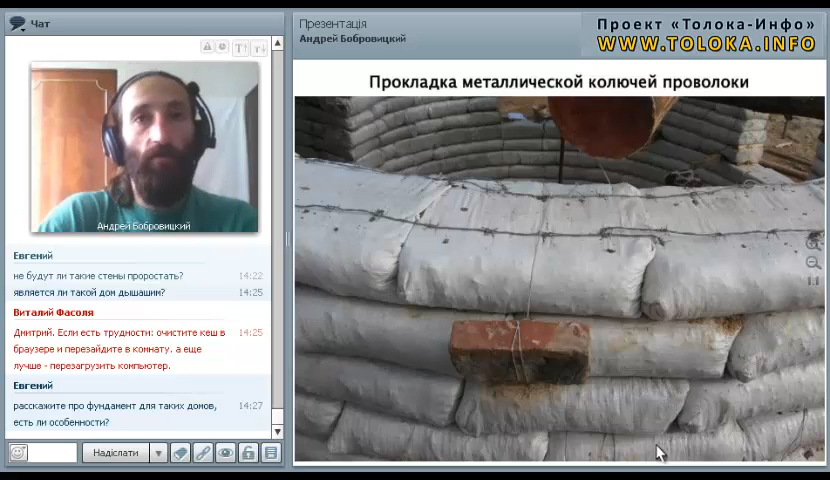 Чат
Андрей Бобровицкий
Евгений
не будут ли такие стены проростать?
14:22
является ли такой дом дышашим?
14:25
Виталий Фасоля
Дмитрий. Если есть трудности: очистите кеш в
14:25
браузере и перезайдите в комнату. а еще
лучше - перезагрузить компьютер.
Евгений
расскажите про фундамент для таких домов,
14:27
есть ли особенности?
Надіслати
Презентація
Андрей Бобровицкий
Проект «Толока-Инфо»
WWW.TOLOKA.INFO
Прокладка металлической колючей проволоки